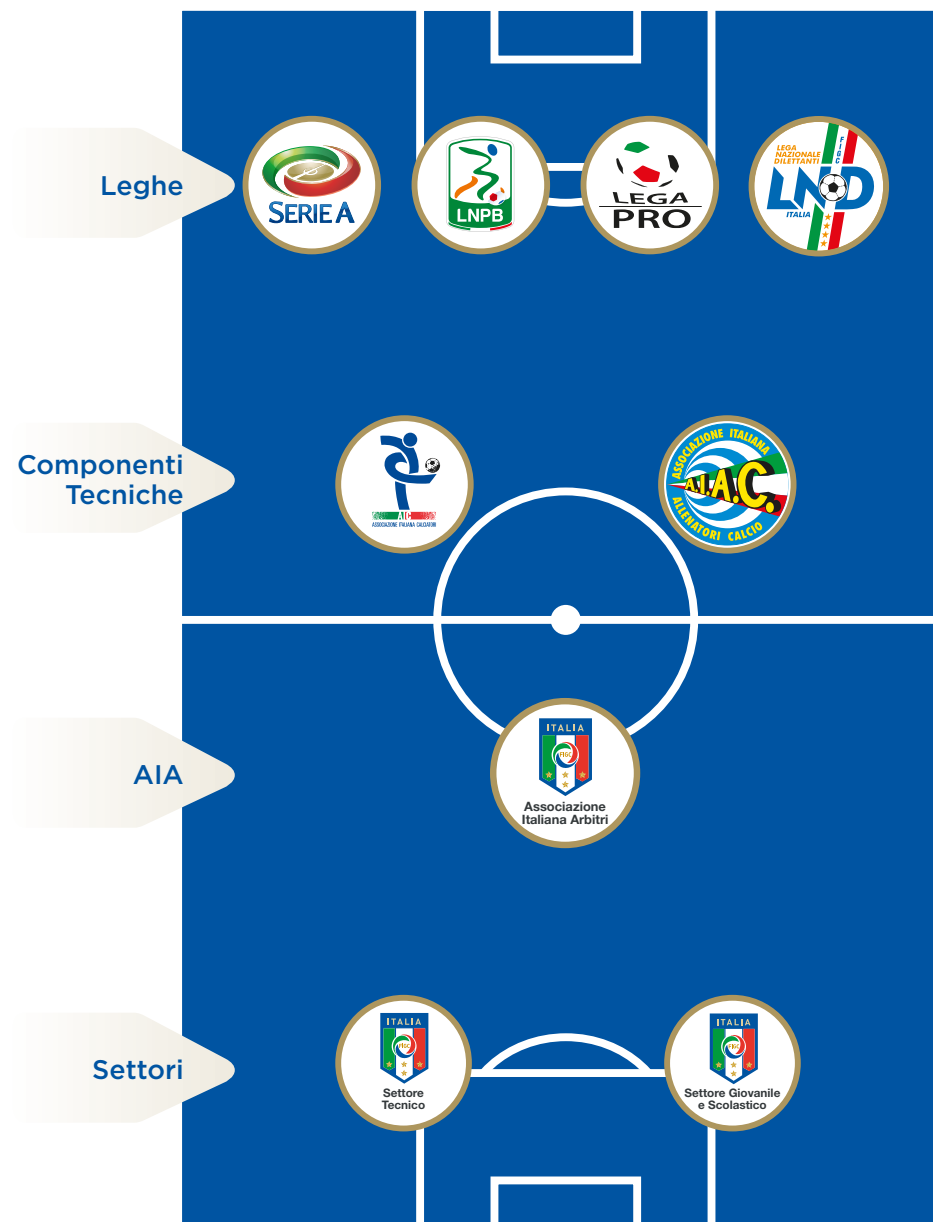 Leghe
SERIE A
LNPB
LEGA
PRO
LEGA
NAZIONALE
DILETTANTI
FIGC
LND
ITALIA
Componenti
Tecniche
AIC
ASSOCIAZIONE ITALIANA CALCIATORI
ASSOCIAZIONE ITALIANA
A.I.A.C.
ALLENATORI CALCIO
AIA
ITALIA
FIGC
Associazione
Italiana Arbitri
Settori
ITALIA
FIGC
Settore
Tecnico
ITALIA
FIGC
Settore Giovanile
e Scolastico